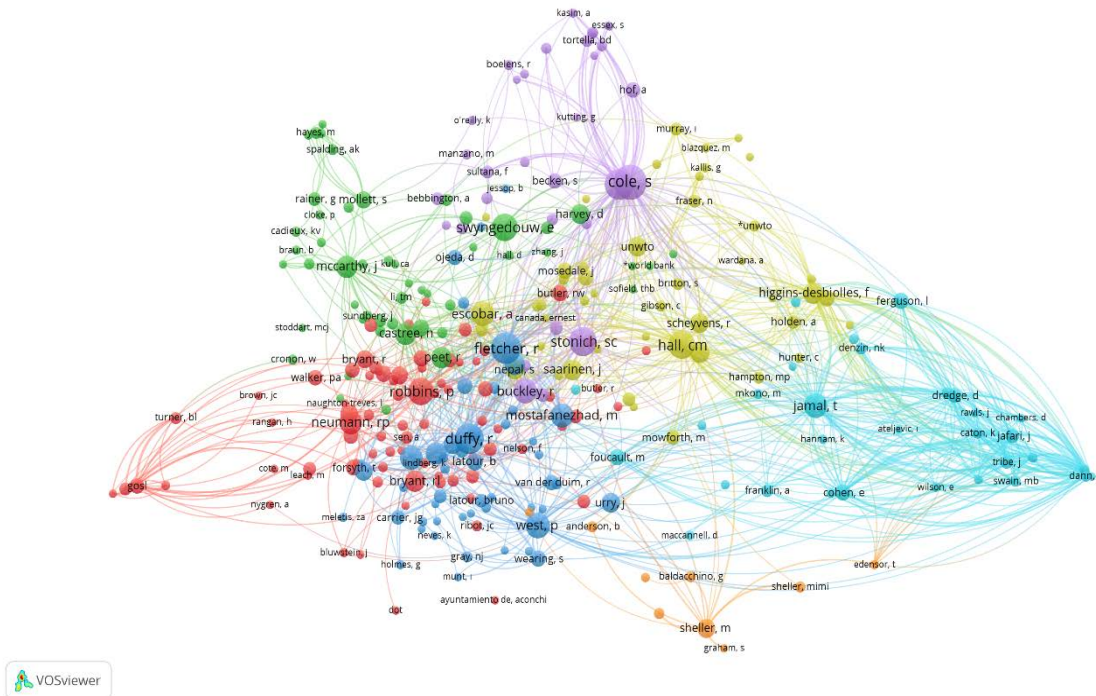 kasim, a
essex, s
tortella, bd
boelens, r
hof, a
o'reilly, k
kutting, g
murray, i
hayes, m
spalding, ak
blazquez, m
manzano, m
kallis, g
sultana, f
becken, s
cole, s
jessop, b
rainer, g
mollett, s
bebbington, a
fraser, n
cloke, p
harvey, d
swyngedouw, e
*unwto
cadieux, kv
braun, b
hall, d
zhang, j
unwto
ojeda, d
mccarthy, j
kull, ca
mosedale, j
*world bank
wardana, a
britton, s
sofield, thb
li, tm
butler, rw
higgins-desbiolles, f
ferguson, l
gibson, c
sundberg, j
escobar, a
canada, ernest
scheyvens, r
stoddart, mcj
castree, n
holden, a
stonich, sc
hall, cm
fletcher, r
denzin, nk
cronon, w
bryant, r
peet, r
hunter, c
nepal, s
saarinen, j
walker, pa
hampton, mp
naughton-treves, l
robbins, p
buckley, r
butler, r
mkono, m
dredge, d
brown, jc
rawls, j
jamal, t
turner, bl
mostafanezhad, m
chambers, d
rangan, h
neumann, rp
ateljevic, i
caton, k
jafari, j
sen, a
duffy, r
mowforth, m
hannam, k
nelson, f
foucault, m
tribe, j
lindberg, k
latour, b
cote, m
forsyth, t
leach, m
dann,
bryant, rl
van der duim, r
swain, mb
gosi
wilson, e
franklin, a
cohen, e
latour, bruno
nygren, a
urry, j
meletis, za
carrier, jg
ribot, jc
west, p
anderson, b
neves, k
maccannell, d
bluwstein, j
gray, nj
wearing, s
holmes, g
edensor, t
munt, i
baldacchino, g
sheller, mimi
ayuntamiento de, aconchi
dot
sheller, m
graham, s
VOSviewer